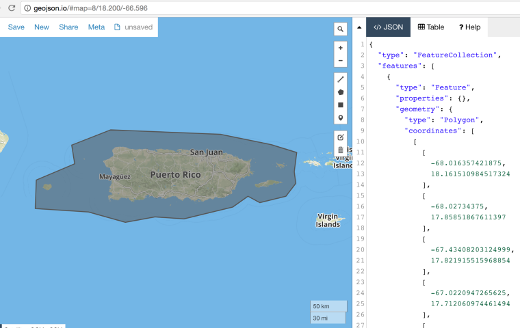 geojson.io/#map=8/18.200/-66.596
Save New Share Meta unsaved
</> JSON Table ? Help
+
−
San Juan
Mayaguez
Puerto Rico
Virgin
Islands
Virgin
Islands
50 km
30 mi
1 {
2 "type": "FeatureCollection",
3 "features": [
4 {
5 "type": "Feature",
6 "properties": {},
7 "geometry": {
8 "type": "Polygon",
9 "coordinates": [
10 [
11 [
12 -68.016357421875,
13 18.161510984517324
14 ],
15 [
16 -68.02734375,
17 17.85851867611397
18 ],
19 [
20 -67.43408203124999,
21 17.821915515968854
22 ],
23 [
24 -67.0220947265625,
25 17.712060974461494
26 ],
27 [